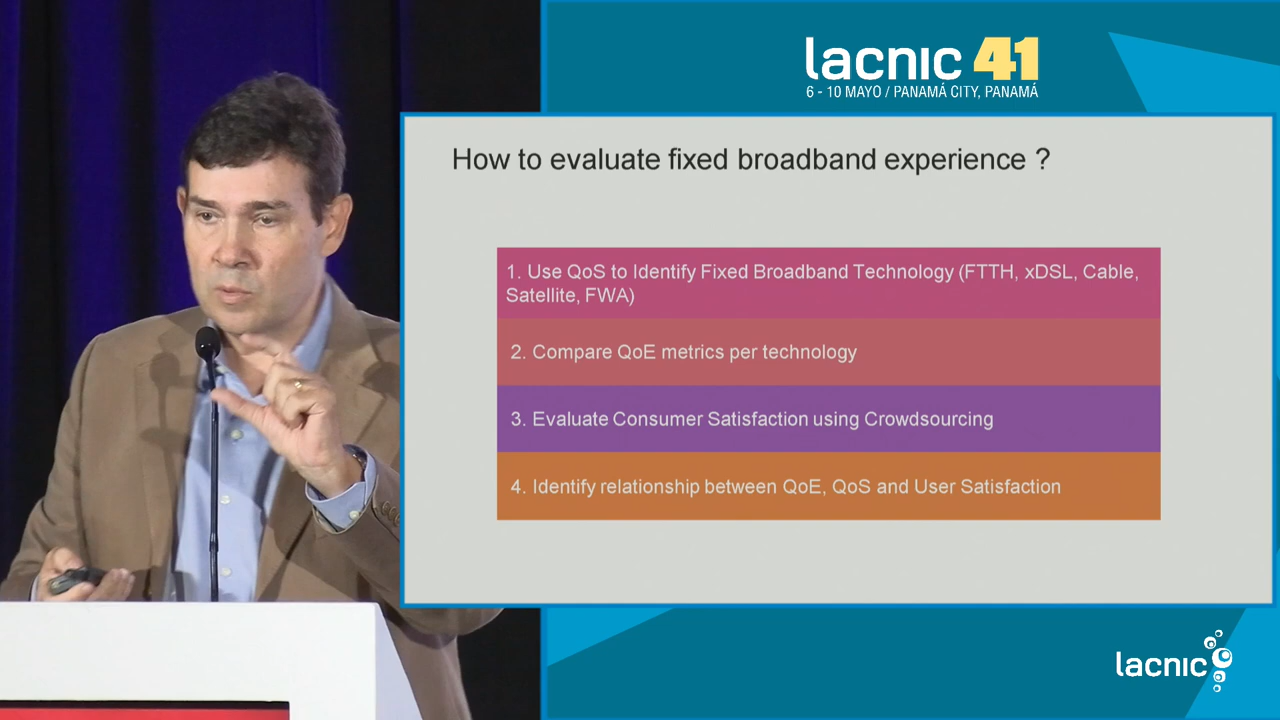 lacnic 41
6 - 10 MAYO / PANAMÁ CITY, PANAMÁ
How to evaluate fixed broadband experience ?
1. Use QoS to Identify Fixed Broadband Technology (FTTH, xDSL, Cable,
Satellite, FWA)
2. Compare QoE metrics per technology
3. Evaluate Consumer Satisfaction using Crowdsourcing
4. Identify relationship between QoE, QoS and User Satisfaction
lacnic